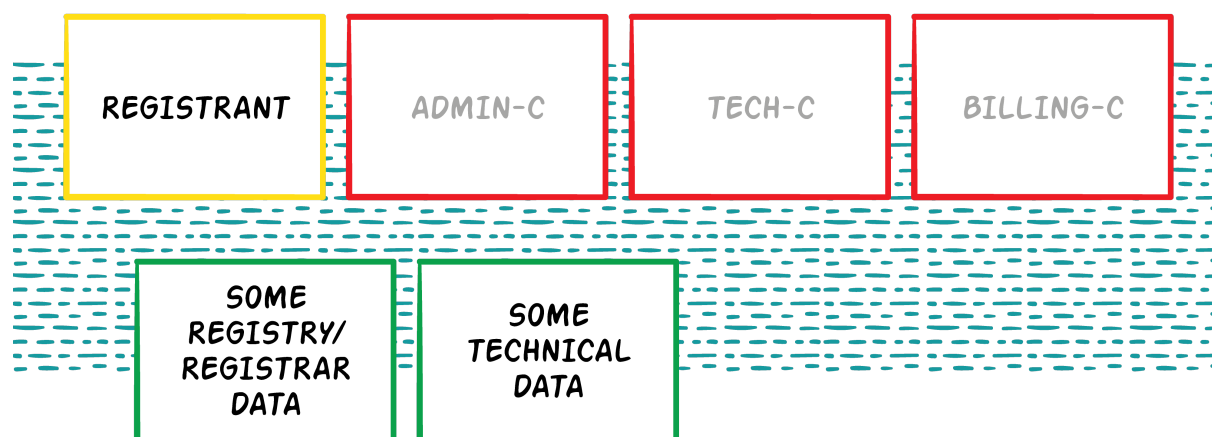 REGISTRANT
ADMIN-C
TECH-C
BILLING-C
SOME
REGISTRY/
REGISTRAR
DATA
SOME
TECHNICAL
DATA